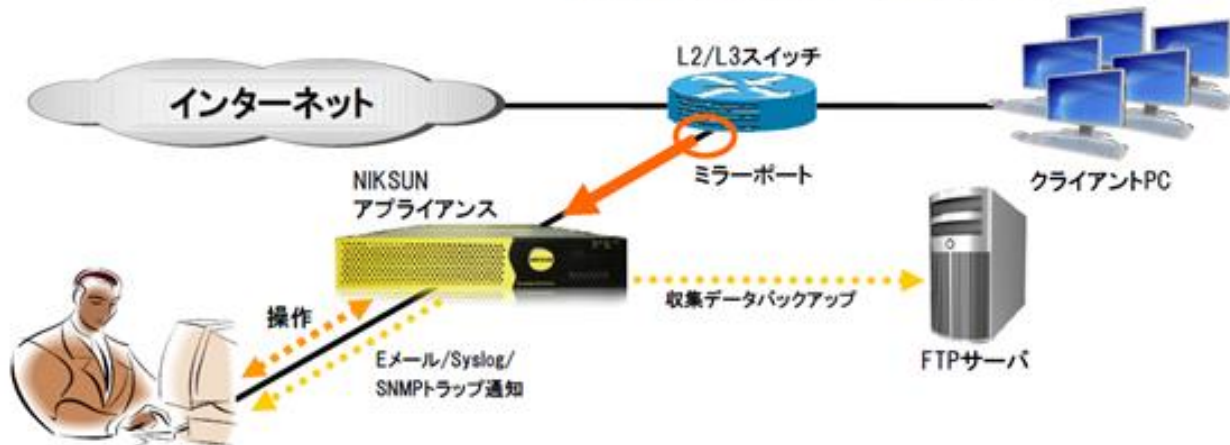 L2/L3スイッチ
インターネット
ミラーポート
クライアントPC
NIKSUN
アプライアンス
収集データバックアップ
操作
Eメール/Syslog/
SNMPトラップ通知
FTPサーバ